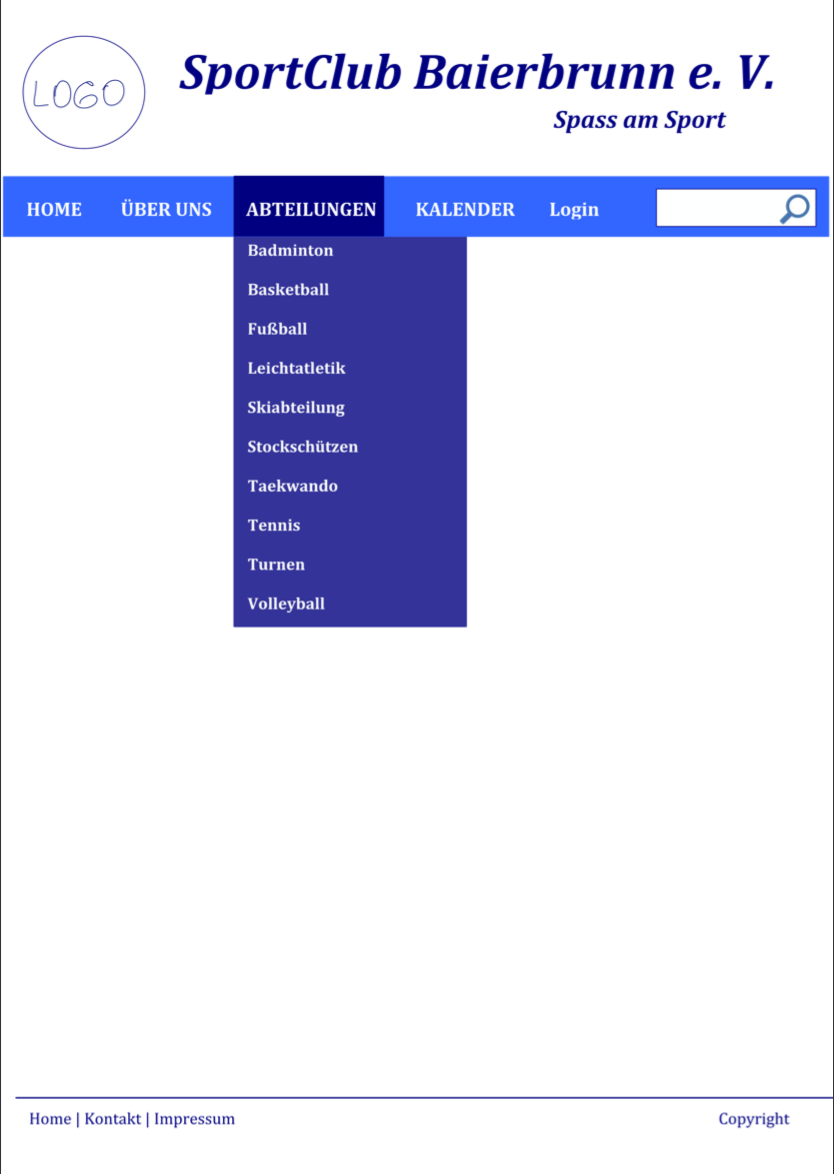 LOGO
SportClub Baierbrunn e. V.
Spass am Sport
HOME ÜBER UNS ABTEILUNGEN KALENDER Login
Badminton
Basketball
Fußball
Leichtatletik
Skiabteilung
Stockschützen
Taekwando
Tennis
Turnen
Volleyball
Home | Kontakt | Impressum Copyright